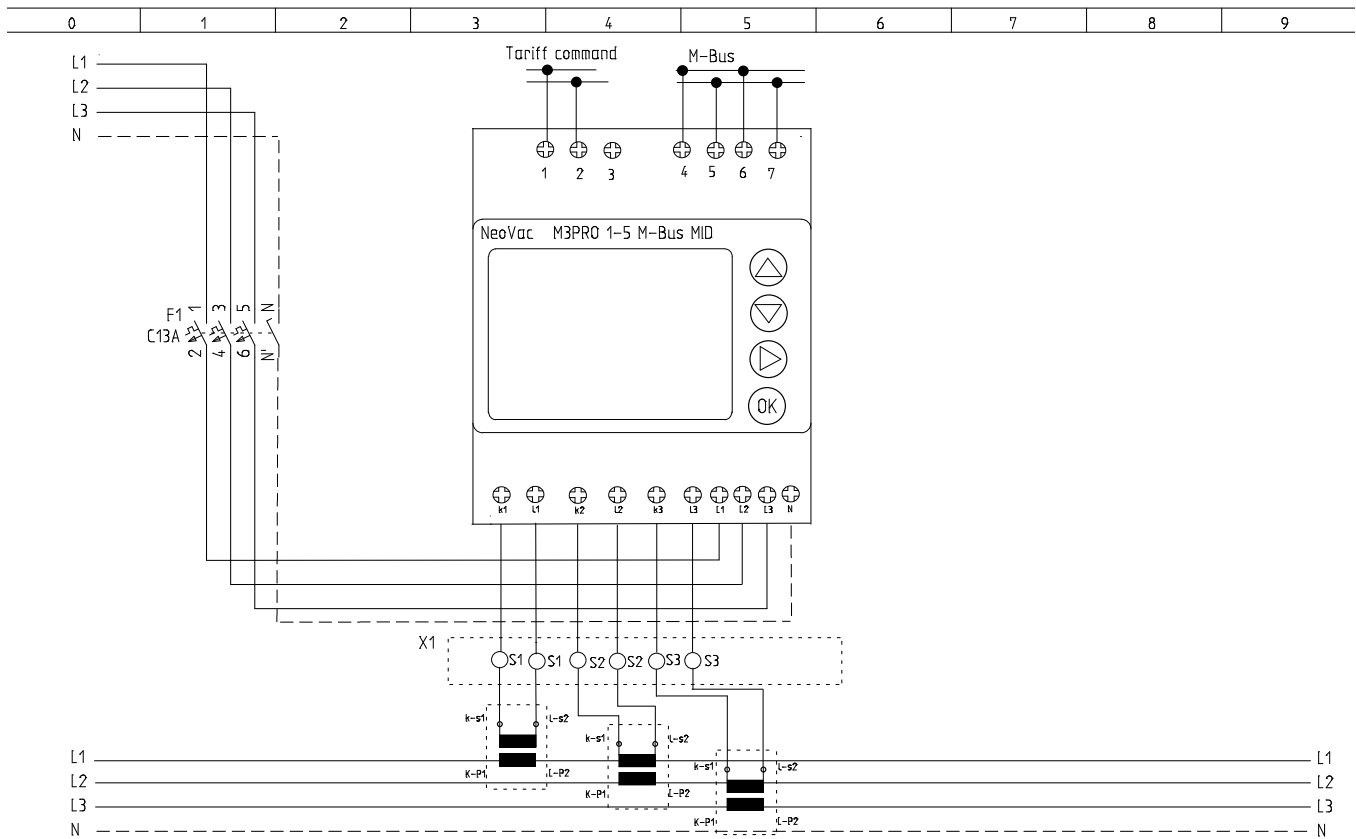 0 1 2 3 4 5 6 7 8 9
Tariff command
M-Bus
L1
L2
L3
N
1 2 3 4 5 6 7
NeoVac M3PRO 1-5 M-Bus MID
OK
F1
C13A
1 3 5 N
2 4 6 N'
k1 l1 k2 l2 k3 l3 L1 L2 L3 N
X1
S1 S1 S2 S2 S3 S3
k-s1 l-s2
K-P1 L-P2
k-s1 l-s2
K-P1 L-P2
k-s1 l-s2
K-P1 L-P2
L1 L1
L2 L2
L3 L3
N N